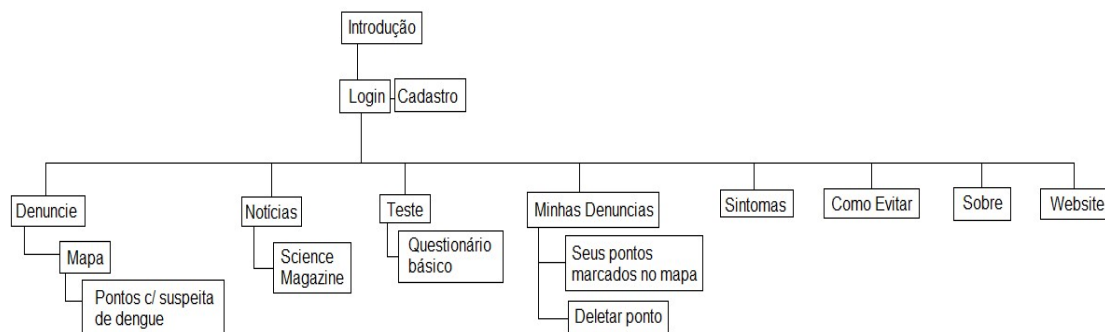 Introdução
Login
Cadastro
Denuncie
Notícias
Teste
Minhas Denuncias
Sintomas
Como Evitar
Sobre
Website
Mapa
Pontos c/ suspeita
de dengue
Science
Magazine
Questionário
básico
Seus pontos
marcados no mapa
Deletar ponto